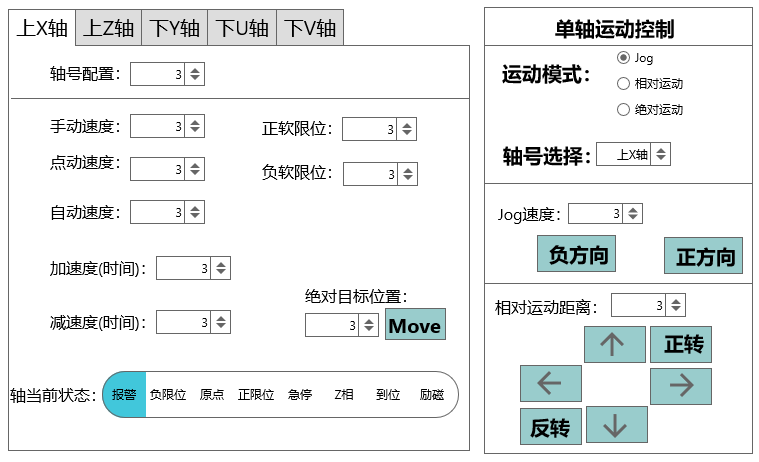 上X轴 上Z轴 下Y轴 下U轴 下V轴
轴号配置： 3
手动速度： 3 正软限位： 3
点动速度： 3 负软限位： 3
自动速度： 3
加速度(时间)： 3
绝对目标位置：
减速度(时间)： 3 3 Move
轴当前状态： 报警 负限位 原点 正限位 急停 Z相 到位 励磁
单轴运动控制
运动模式： Jog
相对运动
绝对运动
轴号选择： 上X轴
Jog速度： 3
负方向 正方向
相对运动距离： 3
正转
反转